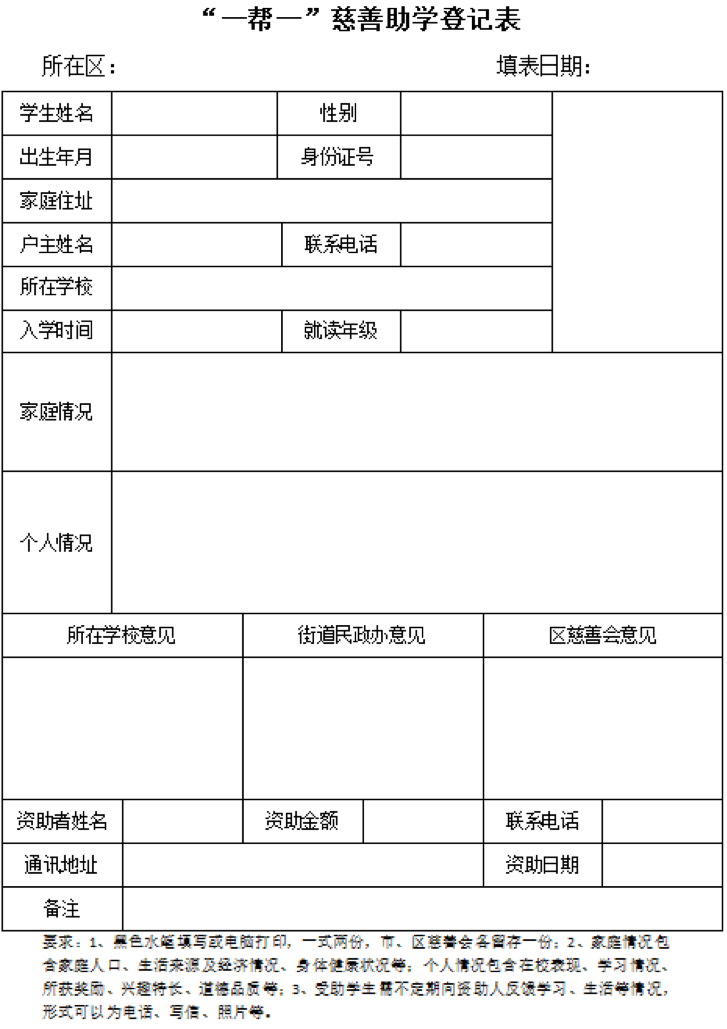 “一帮一”慈善助学登记表
所在区： 填表日期：
学生姓名 性别
出生年月 身份证号
家庭住址
户主姓名 联系电话
所在学校
入学时间 就读年级
家庭情况
个人情况
所在学校意见 街道民政办意见 区慈善会意见
资助者姓名 资助金额 联系电话
通讯地址 资助日期
备注
要求：1、黑色水笔填写或电脑打印，一式两份，市、区慈善会各留存一份；2、家庭情况包
含家庭人口、生活来源及经济情况、身体健康状况等；个人情况包含在校表现、学习情况、
所获奖励、兴趣特长、道德品质等；3、受助学生需不定期向资助人反馈学习、生活等情况，
形式可以为电话、写信、照片等。